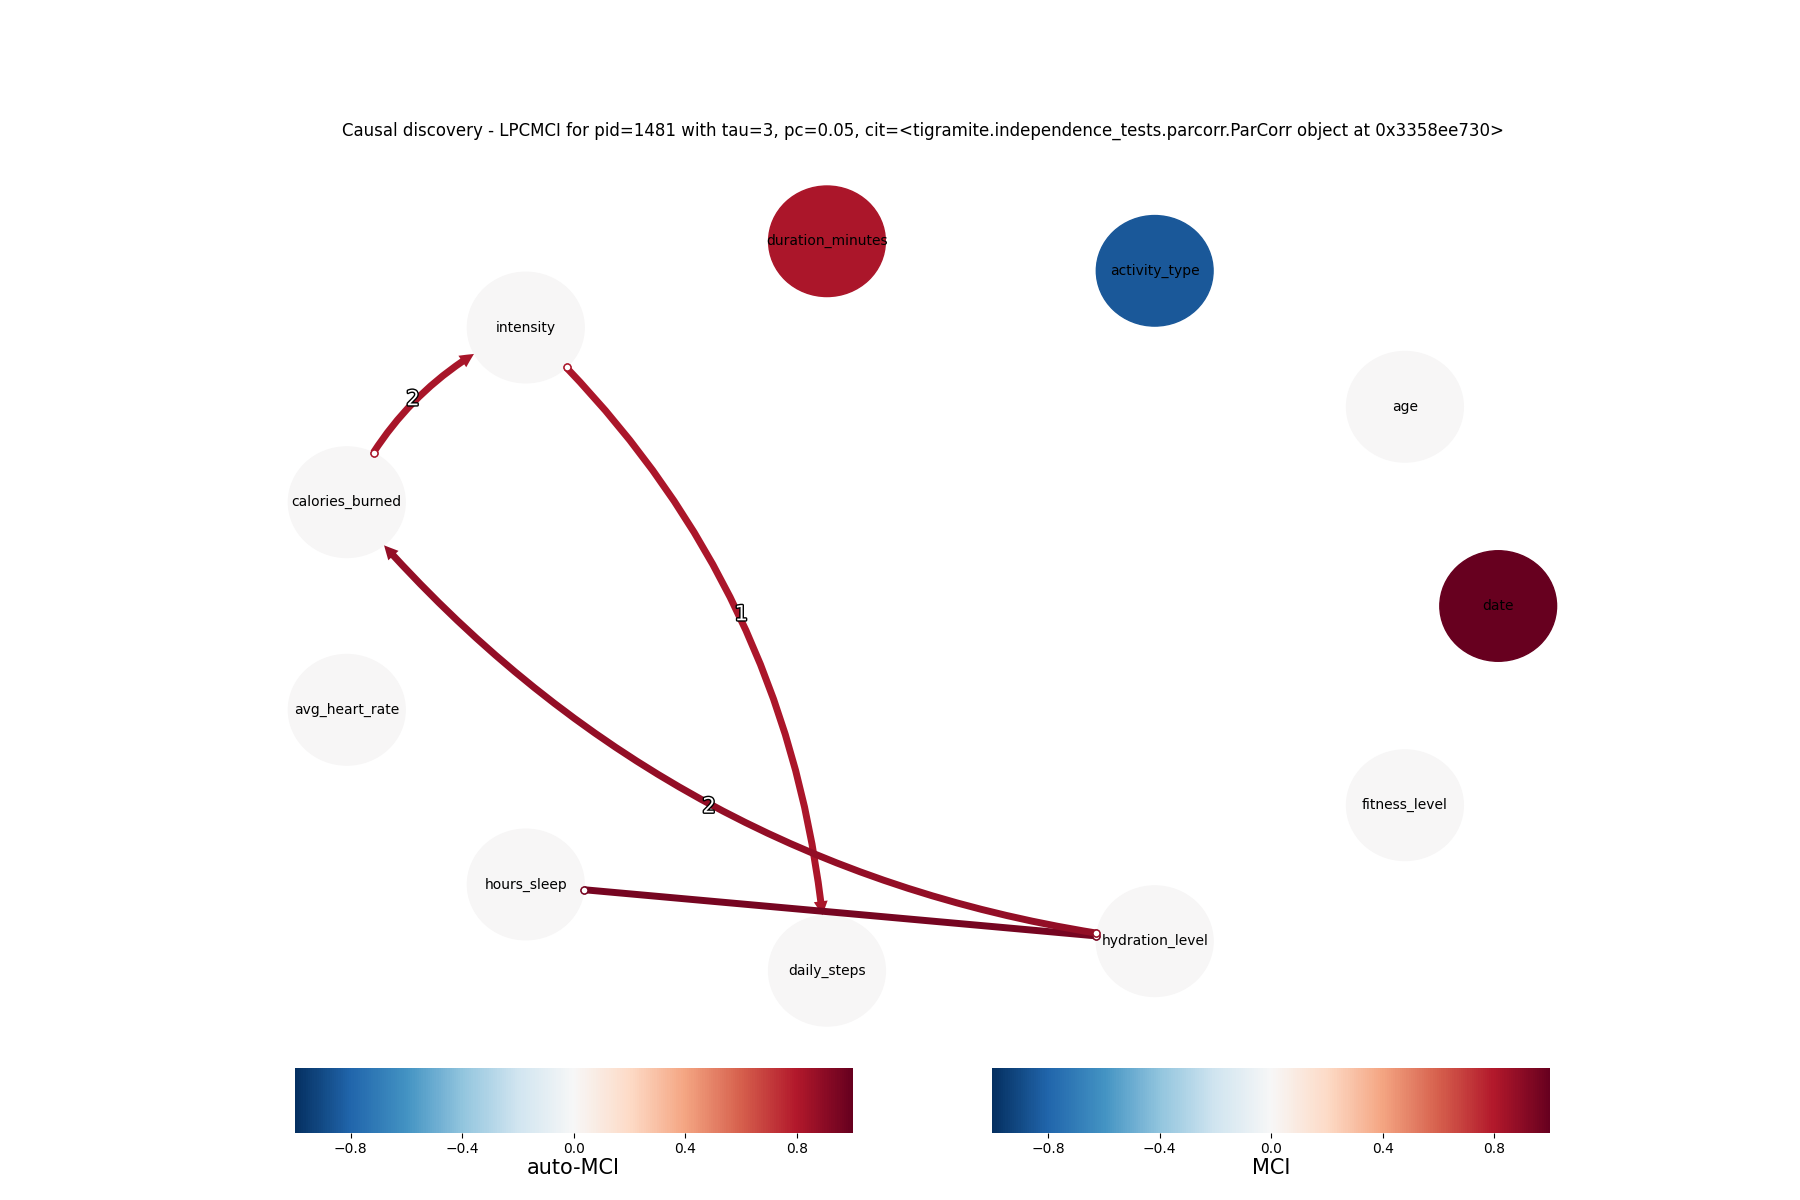 Causal discovery - LPCMCI for pid=1481 with tau=3, pc=0.05, cit=<tigramite.independence_tests.parcorr.ParCorr object at 0x3358ee730>
duration_minutes
activity_type
intensity
age
2
calories_burned
date
1
avg_heart_rate
2
fitness_level
hours_sleep
hydration_level
daily_steps
−0.8 −0.4 0.0 0.4 0.8
auto-MCI
−0.8 −0.4 0.0 0.4 0.8
MCI